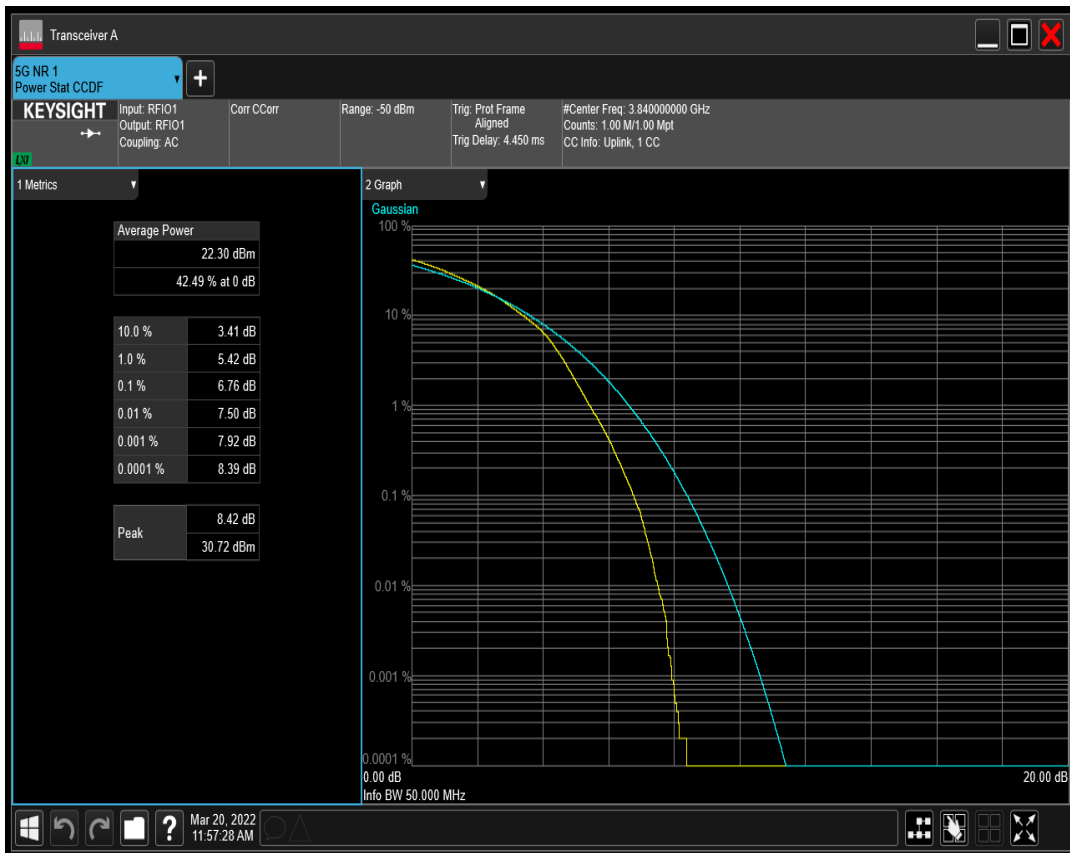 Transceiver A
5G NR 1
Power Stat CCDF
KEYSIGHT
LXI
Input: RFIO1
Output: RFIO1
Coupling: AC
Corr CCorr
Range: -50 dBm
Trig: Prot Frame
Aligned
Trig Delay: 4.450 ms
#Center Freq: 3.840000000 GHz
Counts: 1.00 M/1.00 Mpt
CC Info: Uplink, 1 CC
1 Metrics
Average Power
22.30 dBm
42.49 % at 0 dB
10.0 % 3.41 dB
1.0 % 5.42 dB
0.1 % 6.76 dB
0.01 % 7.50 dB
0.001 % 7.92 dB
0.0001 % 8.39 dB
Peak
8.42 dB
30.72 dBm
2 Graph
Gaussian
100 %
10 %
1 %
0.1 %
0.01 %
0.001 %
0.0001 %
0.00 dB 20.00 dB
Info BW 50.000 MHz
?
Mar 20, 2022
11:57:28 AM